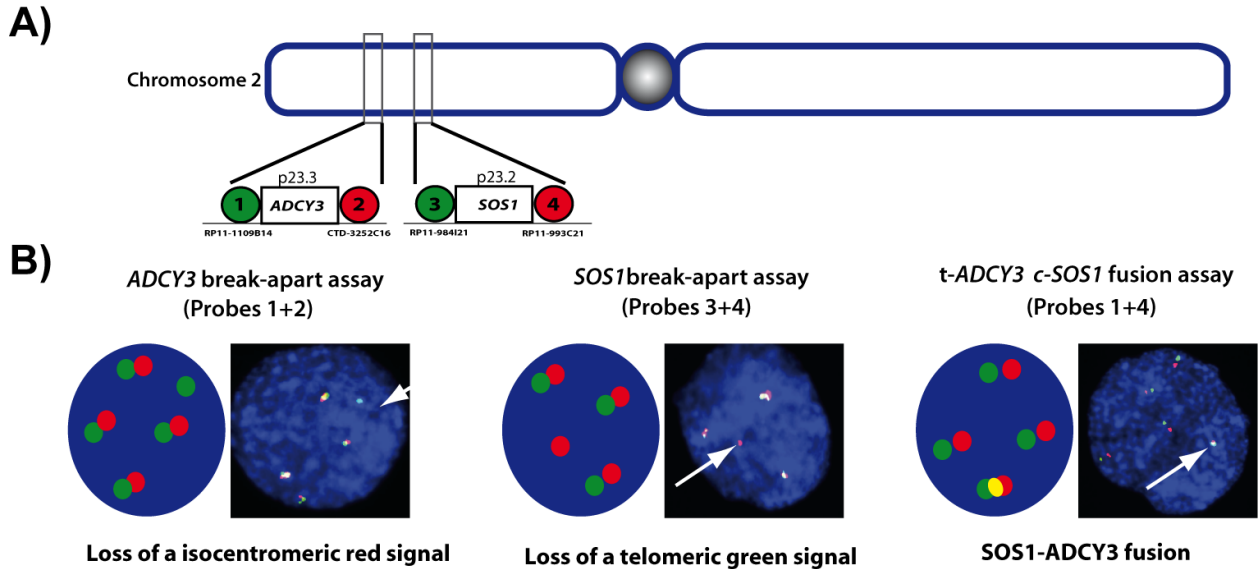 A)
Chromosome 2
p23.3
p23.2
1 ADCY3 2
3 SOS1 4
RP11-1109B14 CTD-3252C16
RP11-984I21 RP11-993C21
B)
ADCY3 break-apart assay
(Probes 1+2)
SOS1break-apart assay
(Probes 3+4)
t-ADCY3 c-SOS1 fusion assay
(Probes 1+4)
Loss of a isocentromeric red signal
Loss of a telomeric green signal
SOS1-ADCY3 fusion